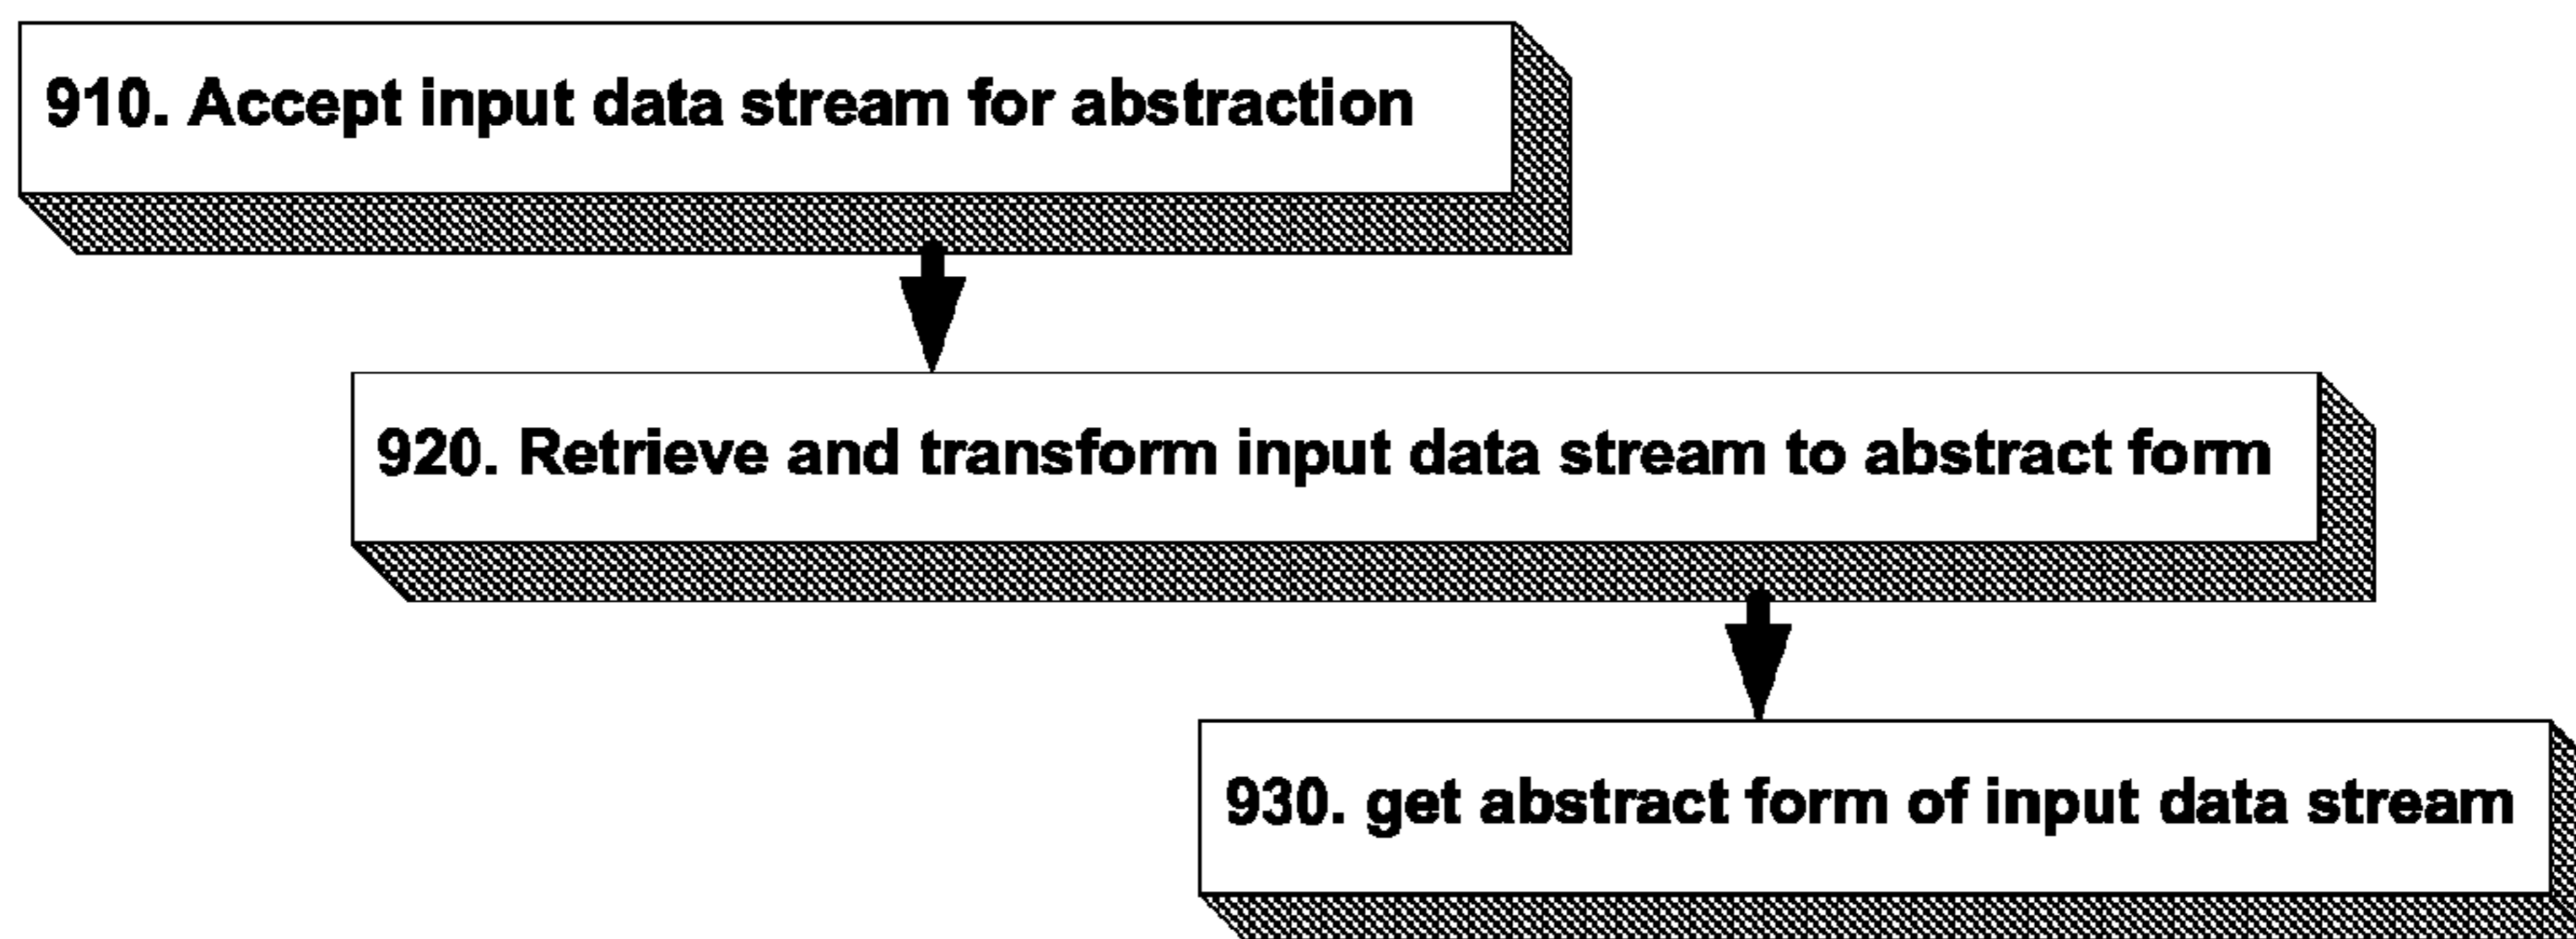 910. Accept input data stream for abstraction
920. Retrieve and transform input data stream to abstract form
930. get abstract form of input data stream